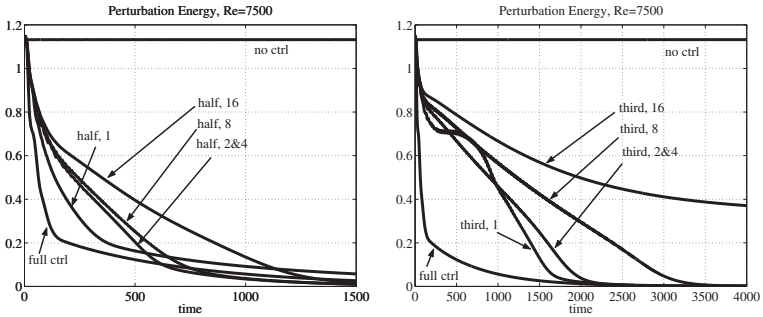 Perturbation Energy, Re=7500
1.2
1
0.8
0.6
0.4
0.2
0
0
500
1000
1500
time
no ctrl
half, 16
half, 8
half, 2&4
half, 1
full ctrl
Perturbation Energy, Re=7500
1.2
1
0.8
0.6
0.4
0.2
0
0
500
1000
1500
2000
2500
3000
3500
4000
time
no ctrl
third, 16
third, 8
third, 2&4
third, 1
full ctrl